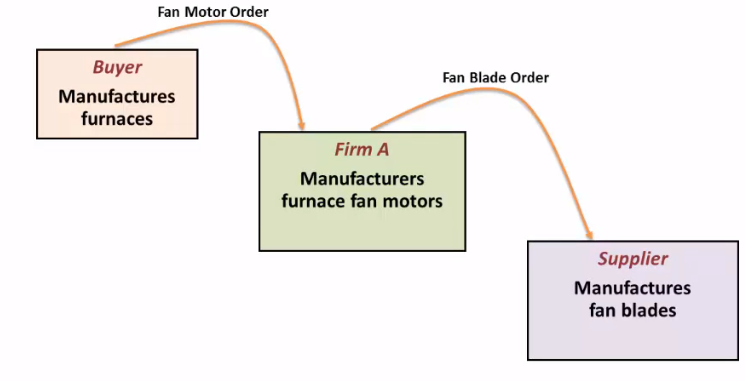 Fan Motor Order
Buyer
Manufactures
furnaces
Fan Blade Order
Firm A
Manufacturers
furnace fan motors
Supplier
Manufactures
fan blades